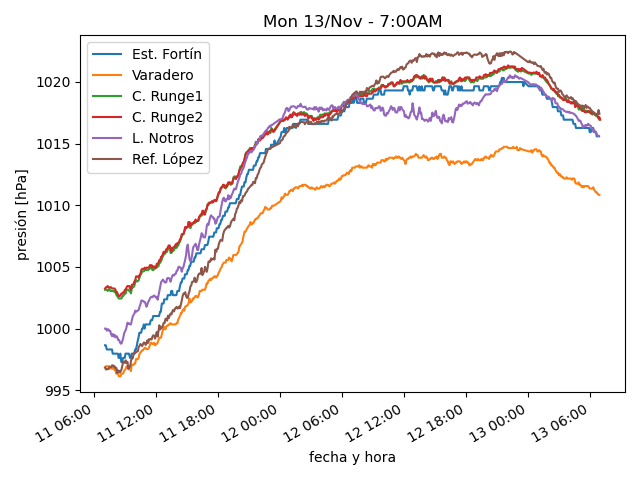 Mon 13/Nov - 7:00AM
Est. Fortín
Varadero
C. Runge1
C. Runge2
L. Notros
Ref. López
presión [hPa]
1020
1015
1010
1005
1000
995
11 06:00
11 12:00
11 18:00
12 00:00
12 06:00
12 12:00
12 18:00
13 00:00
13 06:00
fecha y hora